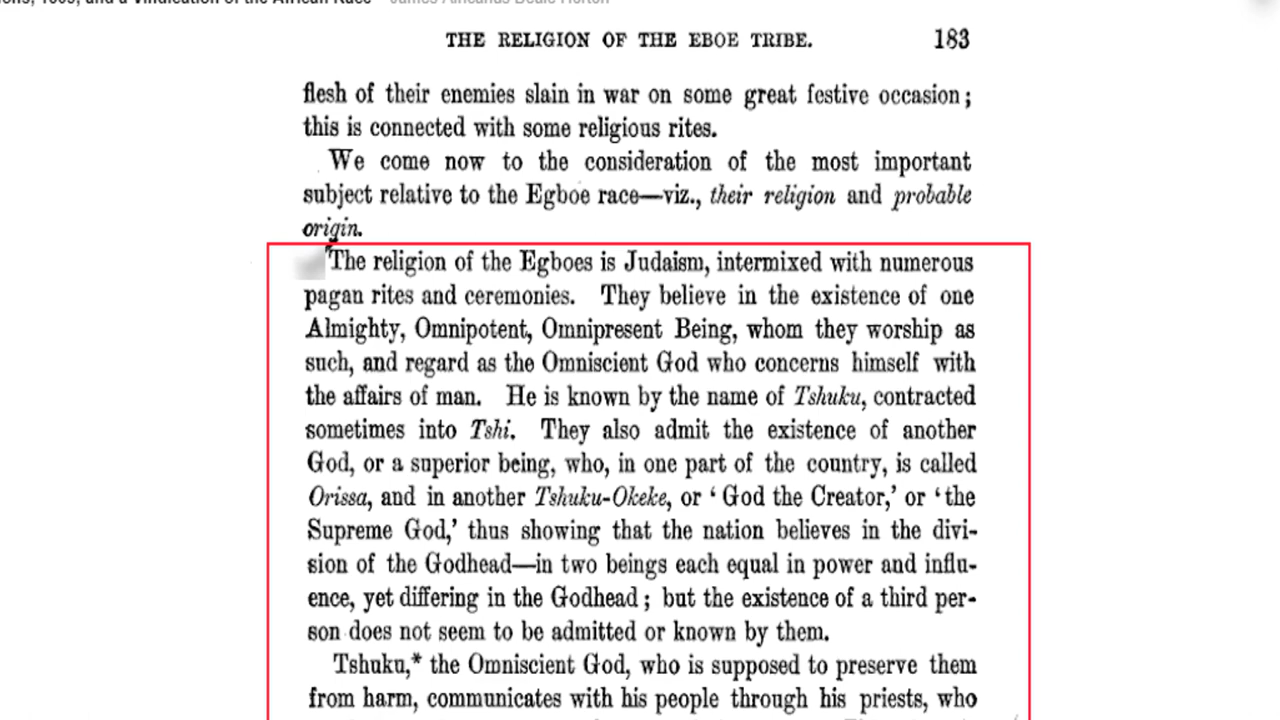 and a Vindication of the African Race James Africanus Beale Horton
THE RELIGION OF THE EBOE TRIBE. 183
flesh of their enemies slain in war on some great festive occasion;
this is connected with some religious rites.
We come now to the consideration of the most important
subject relative to the Egboe race—viz., their religion and probable
origin.
The religion of the Egboes is Judaism, intermixed with numerous
pagan rites and ceremonies. They believe in the existence of one
Almighty, Omnipotent, Omnipresent Being, whom they worship as
such, and regard as the Omniscient God who concerns himself with
the affairs of man. He is known by the name of Tshuku, contracted
sometimes into Tshi. They also admit the existence of another
God, or a superior being, who, in one part of the country, is called
Orissa, and in another Tshuku-Okeke, or ‘God the Creator,’ or ‘the
Supreme God,’ thus showing that the nation believes in the divi-
sion of the Godhead—in two beings each equal in power and influ-
ence, yet differing in the Godhead; but the existence of a third per-
son does not seem to be admitted or known by them.
Tshuku,* the Omniscient God, who is supposed to preserve them
from harm, communicates with his people through his priests, who